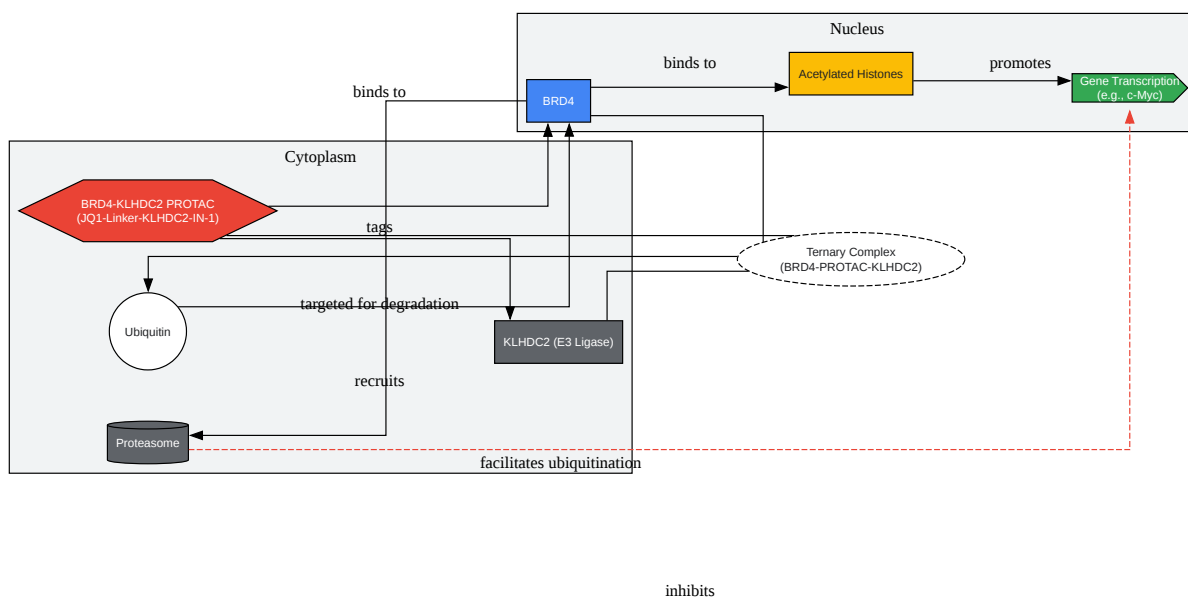 Nucleus
binds to
promotes
Acetylated Histones
Gene Transcription
(e.g., c-Myc)
binds to
BRD4
Cytoplasm
BRD4-KLHDC2 PROTAC
(JQ1-Linker-KLHDC2-IN-1)
tags
Ternary Complex
(BRD4-PROTAC-KLHDC2)
targeted for degradation
Ubiquitin
KLHDC2 (E3 Ligase)
recruits
Proteasome
facilitates ubiquitination
inhibits